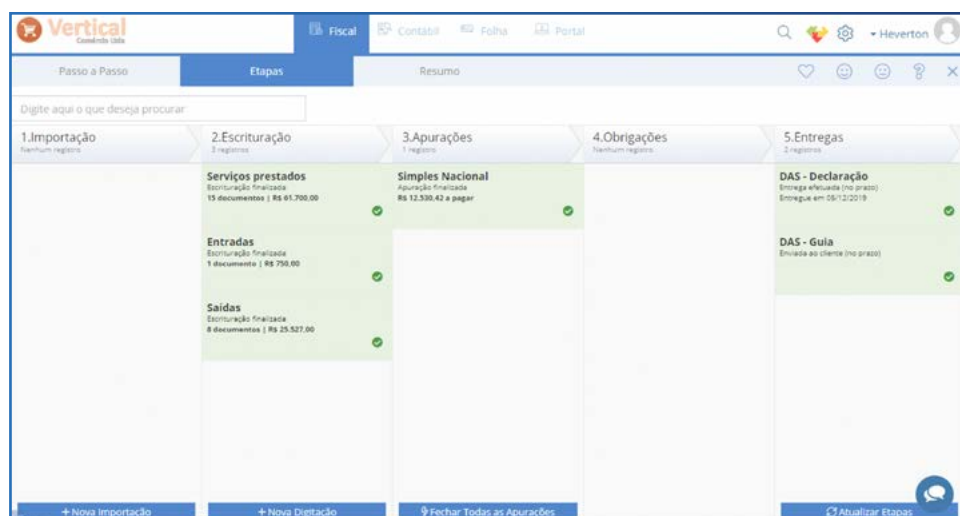 Vertical
Comércio Ltda
Fiscal
Contábil
Folha
Portal
Heverton
Passo a Passo
Etapas
Resumo
Digite aqui o que deseja procurar
1.Importação
Nenhum registro
2.Escrituração
3 registros
3.Apurações
1 registro
4.Obrigações
Nenhum registro
5.Entregas
2 registros
Serviços prestados
Escrituração finalizada
15 documentos | R$ 61.700,00
Entradas
Escrituração finalizada
1 documento | R$ 750,00
Saídas
Escrituração finalizada
8 documentos | R$ 25.527,00
Simples Nacional
Apuração finalizada
R$ 12.530,42 a pagar
DAS - Declaração
Entrega efetuada (no prazo)
Entregue em 05/12/2019
DAS - Guia
Enviada ao cliente (no prazo)
+ Nova Importação
+ Nova Digitação
Fechar Todas as Apurações
Atualizar Etapas